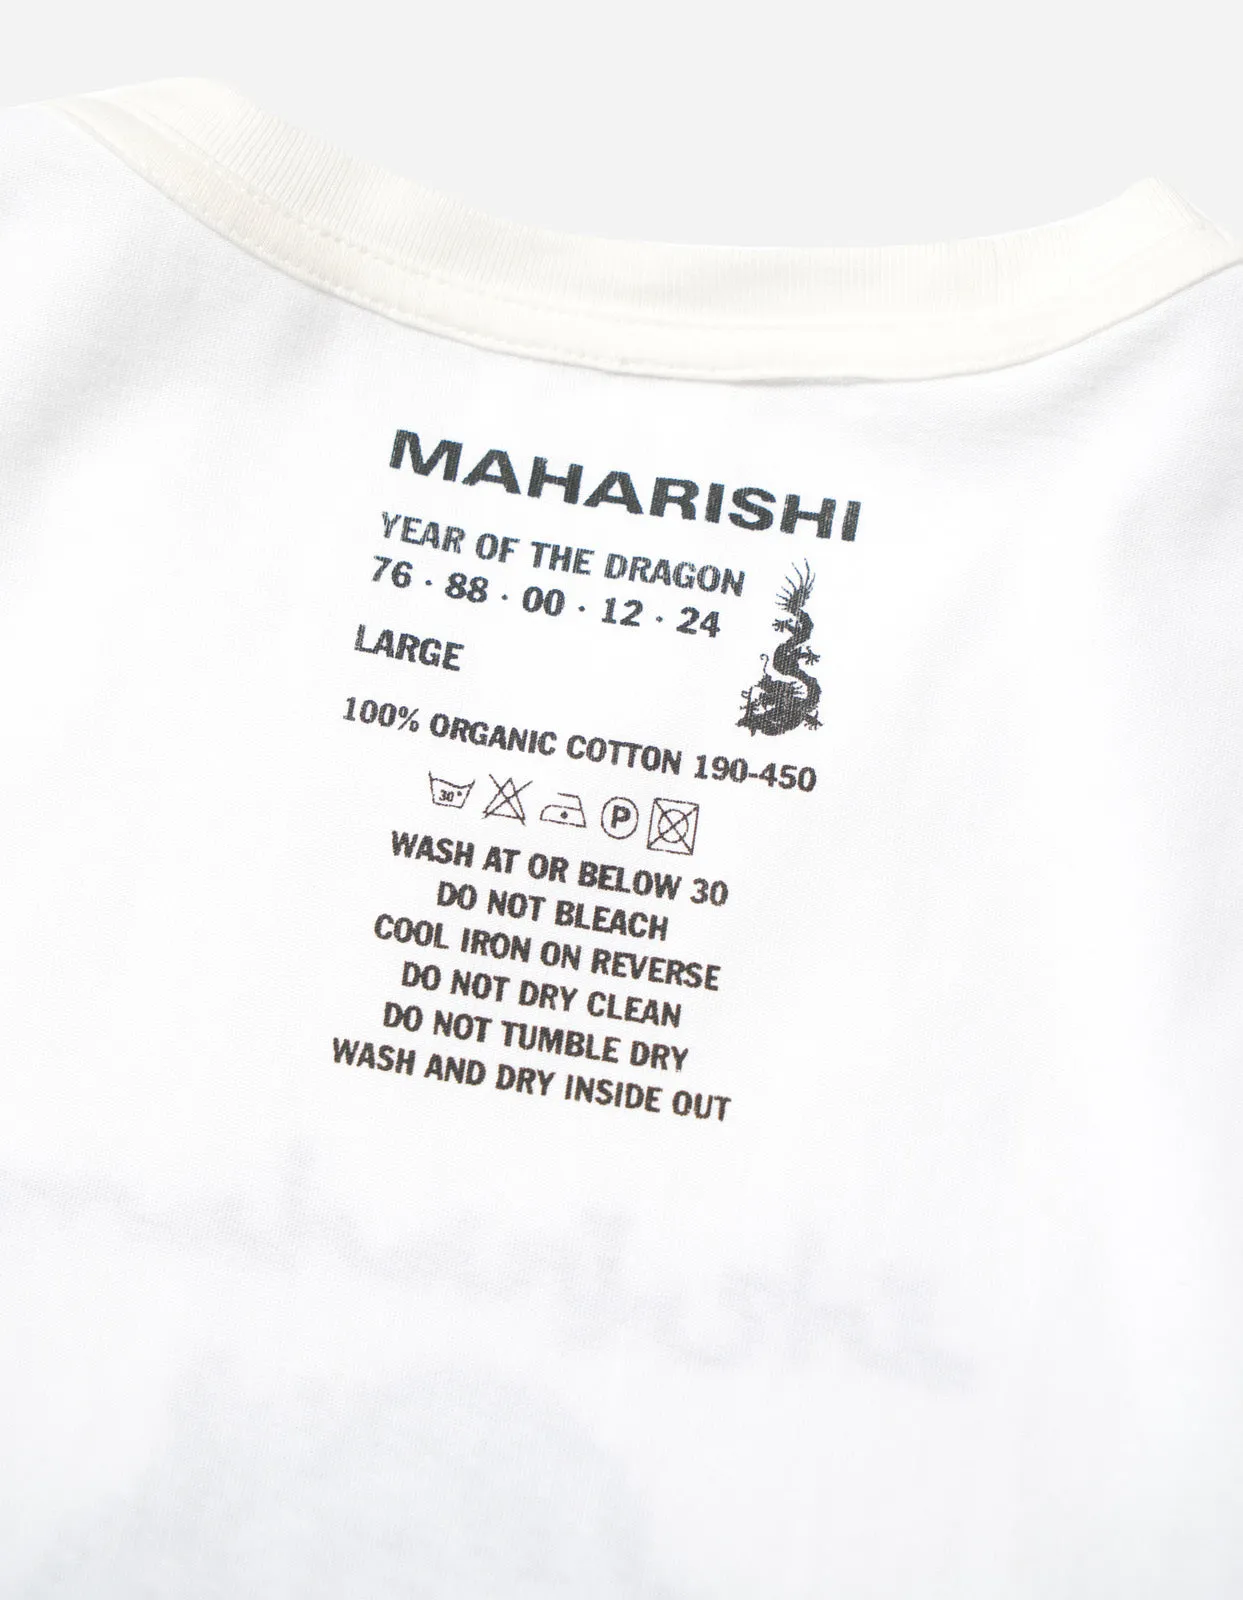 MAHARISHI
YEAR OF THE DRAGON
76 · 88 · 00 · 12 · 24
LARGE
100% ORGANIC COTTON 190-450
30° P
WASH AT OR BELOW 30
DO NOT BLEACH
COOL IRON ON REVERSE
DO NOT DRY CLEAN
DO NOT TUMBLE DRY
WASH AND DRY INSIDE OUT